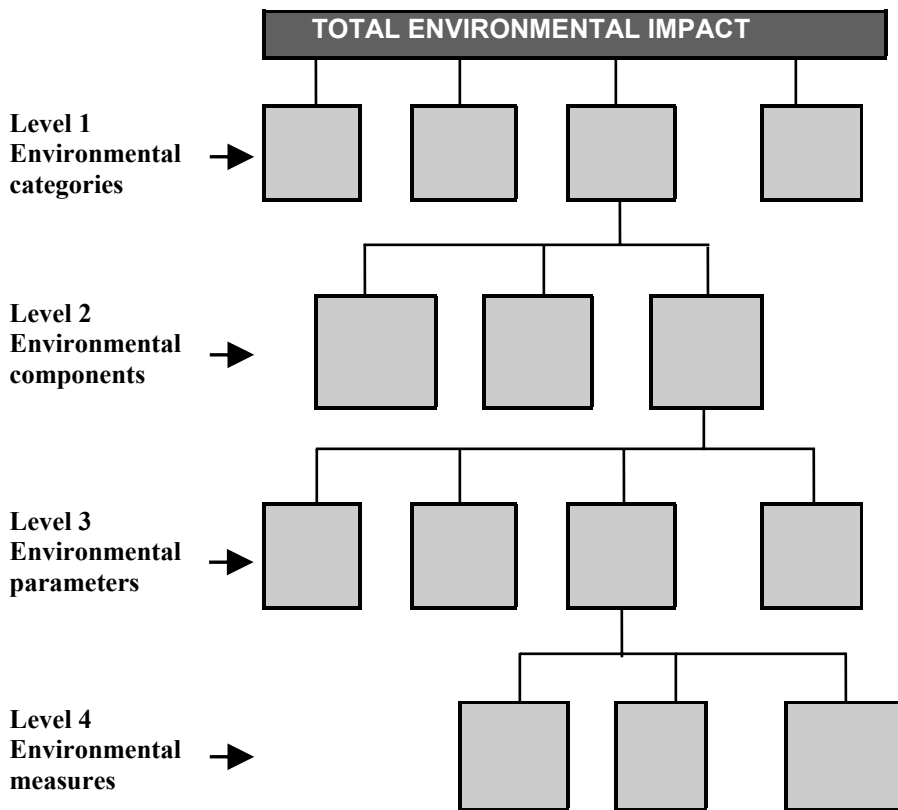 TOTAL ENVIRONMENTAL IMPACT
Level 1
Environmental
categories
Level 2
Environmental
components
Level 3
Environmental
parameters
Level 4
Environmental
measures